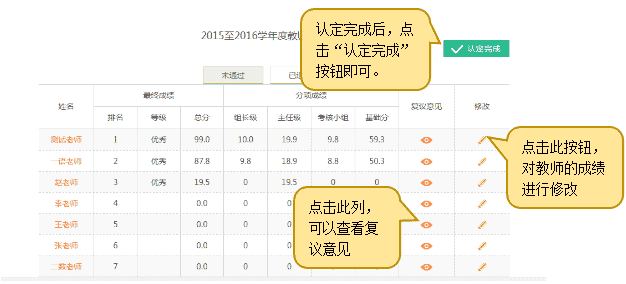 2015至2016学年度教
认定完成后，点
击“认定完成”
按钮即可。
认定完成
未通过
已
姓名 最终成绩 分项成绩 复议意见 修改
排名 等级 总分 组长级 主任级 考核小组 基础分
测试老师 1 优秀 99.0 10.0 19.9 9.8 59.3
一语老师 2 优秀 87.8 9.8 18.9 8.8 50.3
赵老师 3 优秀 19.5 0 19.5 0 0
李老师 4 0.0 0 0
王老师 5 0.0 0 0
张老师 6 0.0 0 0
二数老师 7 0.0 0 0 0 0
点击此按钮，
对教师的成绩
进行修改
点击此列，
可以查看复
议意见